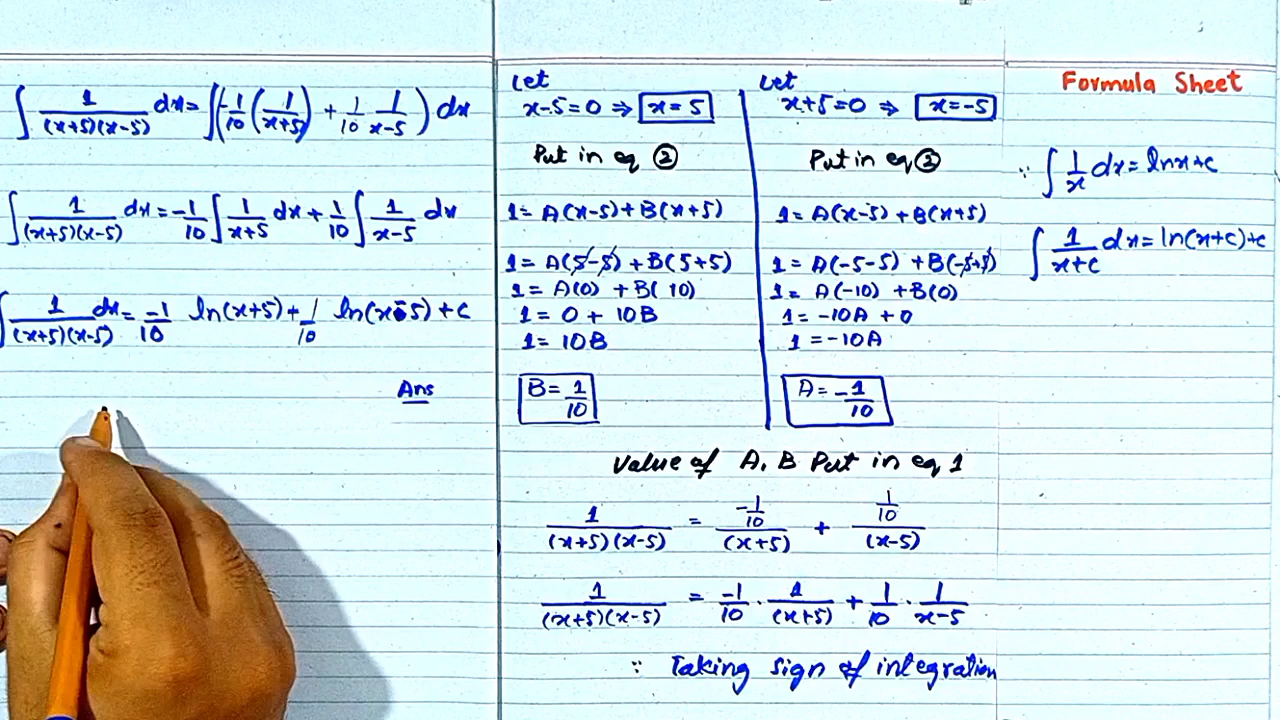 ∫ 1/((x+5)(x-5)) dx = ∫(-1/10 (1/(x+5)) + 1/10 1/(x-5)) dx
∫ 1/((x+5)(x-5)) dx = -1/10 ∫ 1/(x+5) dx + 1/10 ∫ 1/(x-5) dx
∫ 1/((x+5)(x-5)) dx = -1/10 ln(x+5) + 1/10 ln(x-5) + c
Ans
Let
x-5=0 ⇒ x=5
Put in eq ②
1= A(x-5)+B(x+5)
1= A(5-5)+B(5+5)
1= A(0) +B( 10)
1= 0 + 10B
1= 10B
B= 1/10
Let
x+5=0 ⇒ x=-5
Put in eq ②
1= A(x-5)+B(x+5)
1= A(-5-5) +B(-5+5)
1= A(-10) +B(0)
1= -10A +0
1 =-10A
A= -1/10
Value of A, B Put in eq 1
1/((x+5)(x-5)) = (-1/10)/(x+5) + (1/10)/(x-5)
1/((x+5)(x-5)) = -1/10 . 1/(x+5) + 1/10 . 1/(x-5)
∵ Taking sign of integration
Formula Sheet
∵ ∫ 1/x dx = lnx+c
∫ 1/(x+c) dx = ln(x+c)+c